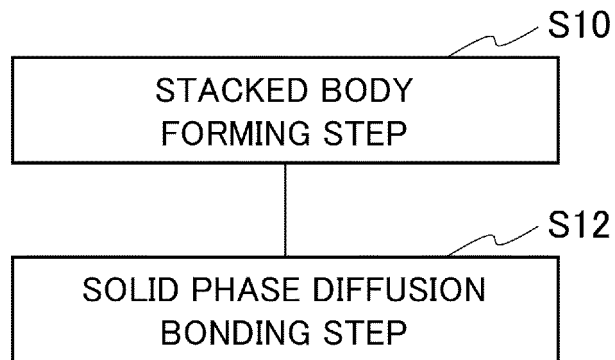 S10
STACKED BODY
FORMING STEP
S12
SOLID PHASE DIFFUSION
BONDING STEP